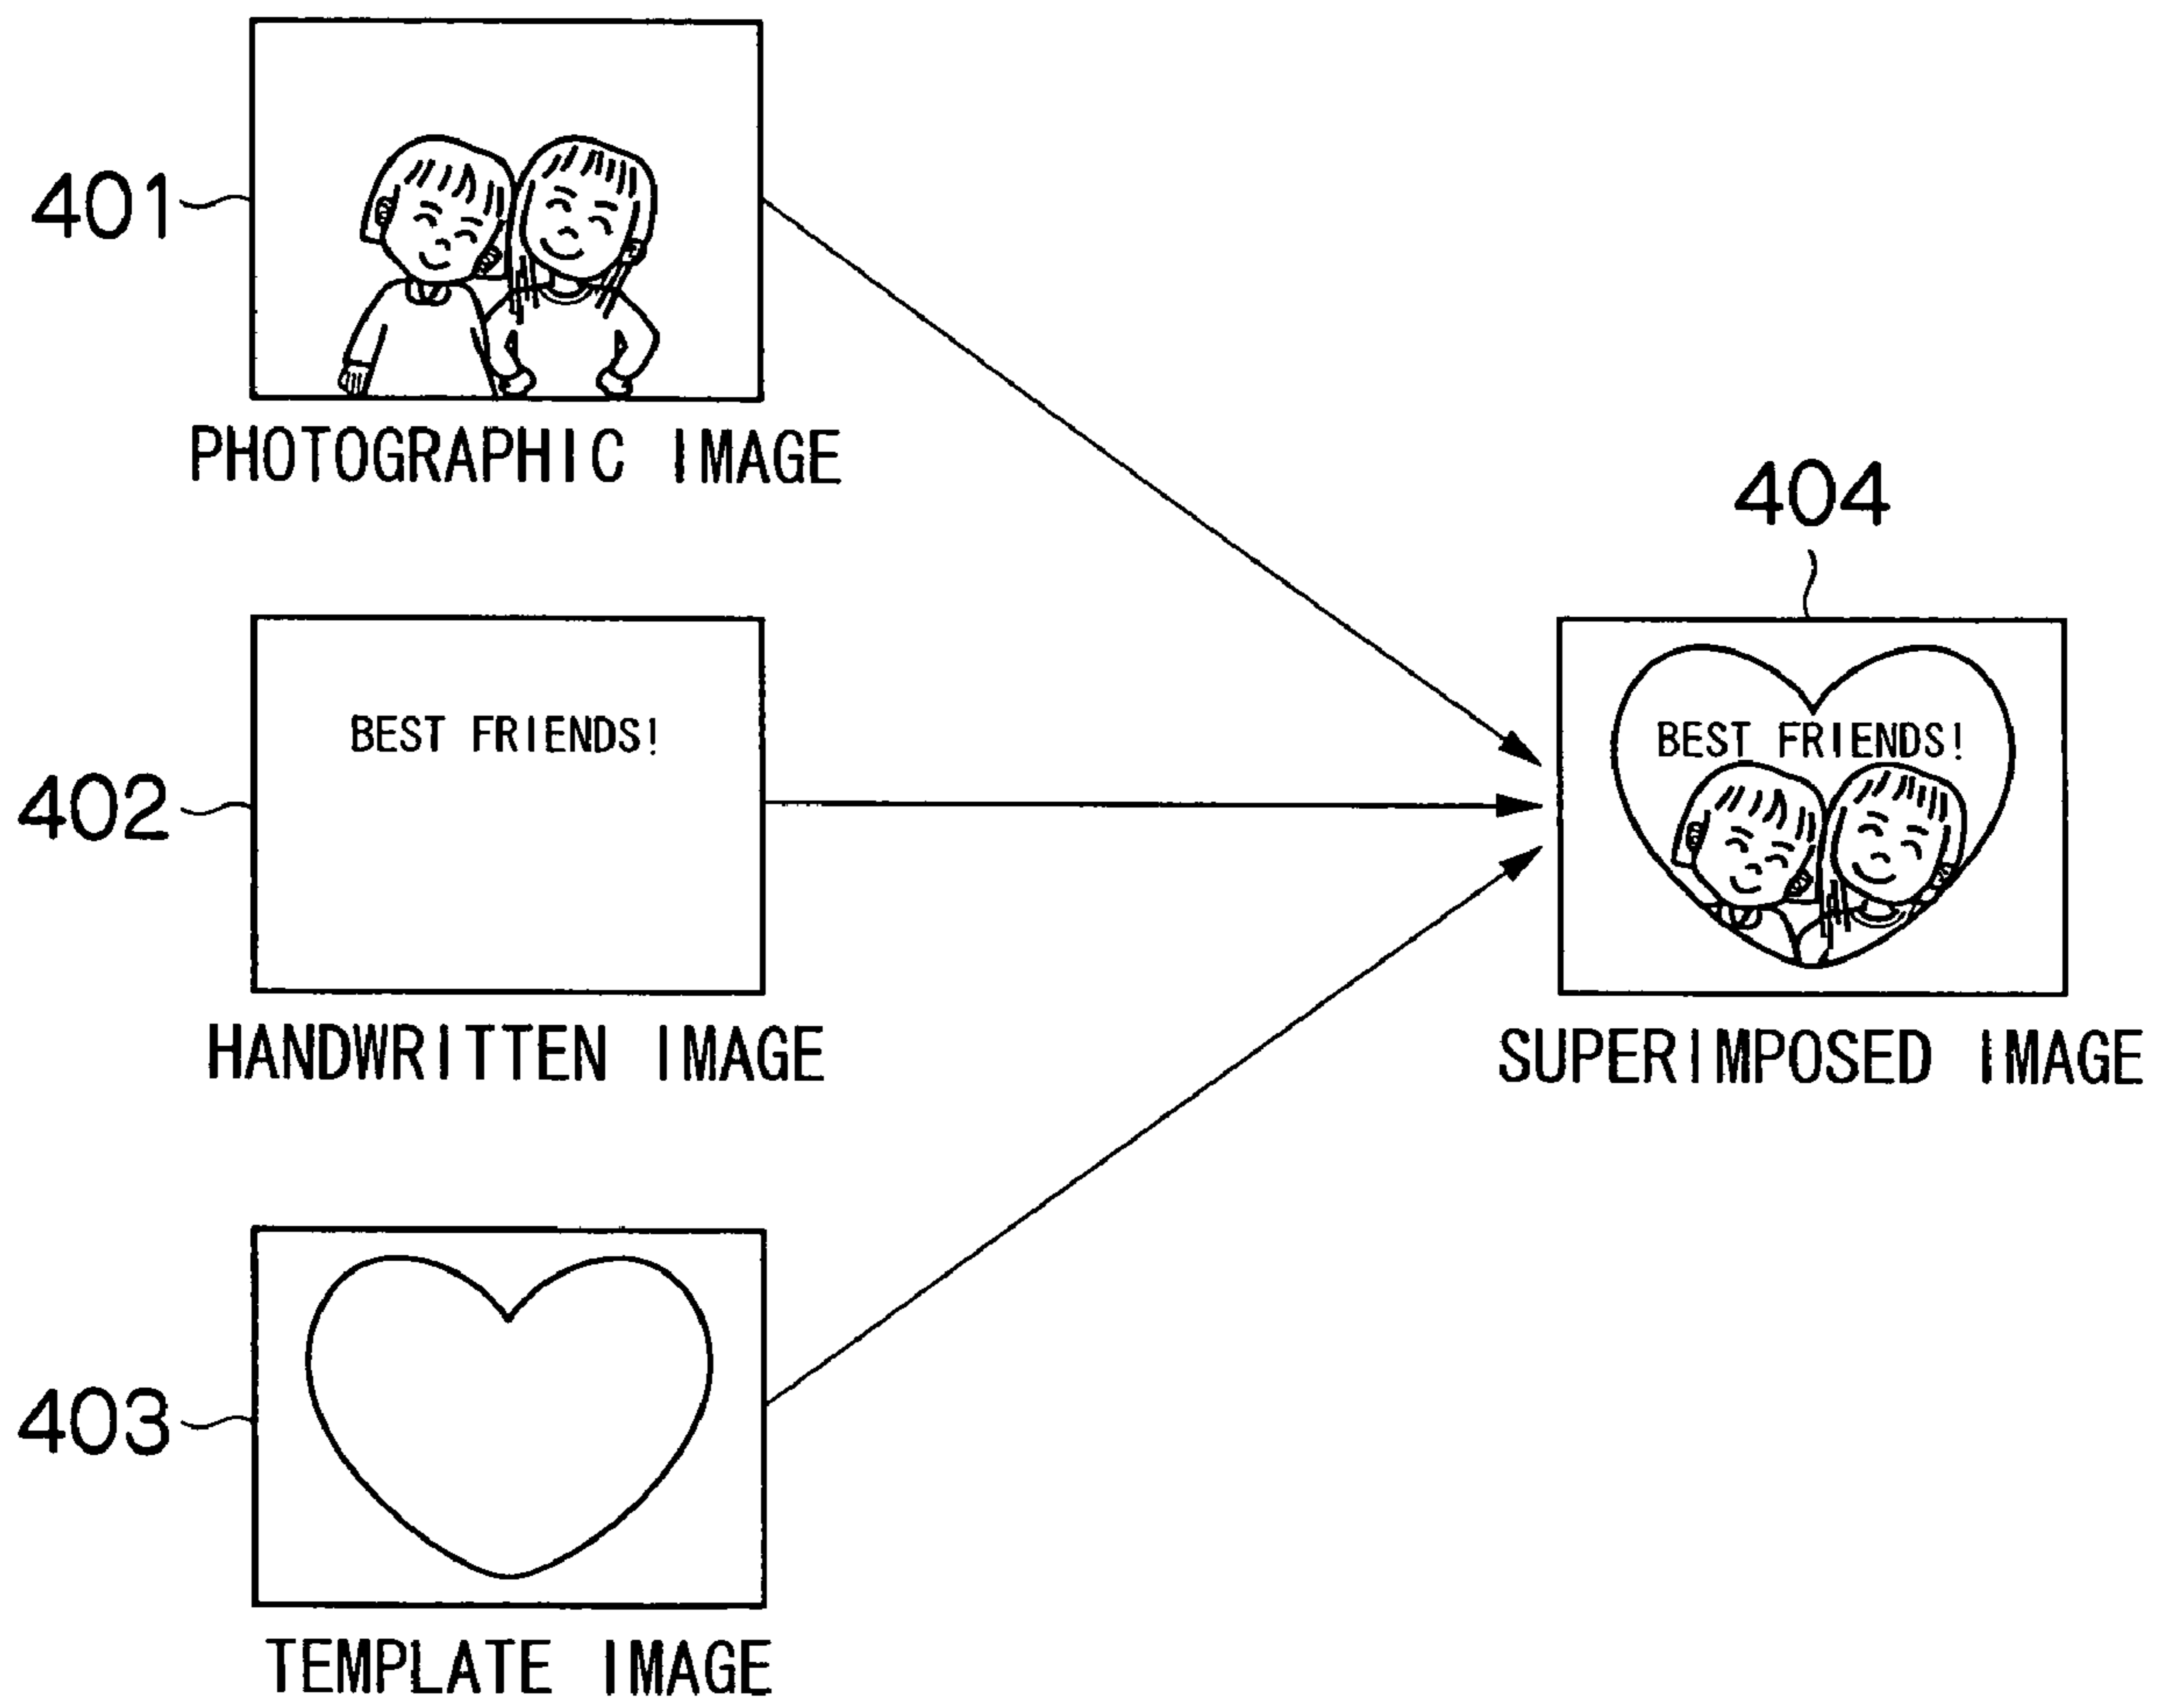 401
PHOTOGRAPHIC IMAGE
404
BEST FRIENDS!
402
HANDWRITTEN IMAGE
BEST FRIENDS!
SUPERIMPOSED IMAGE
403
TEMPLATE IMAGE